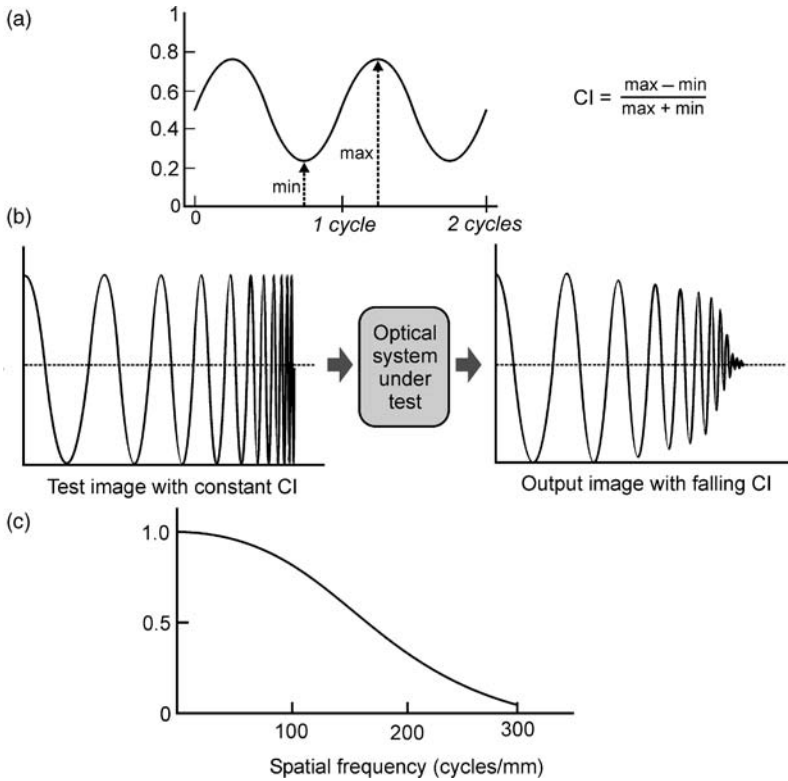 (a)
1
0.8
0.6
0.4
0.2
0
min
max
0
1 cycle
2 cycles
CI = max – min
max + min
(b)
Optical
system
under
test
Test image with constant CI
Output image with falling CI
(c)
1.0
0.5
0
100
200
300
Spatial frequency (cycles/mm)